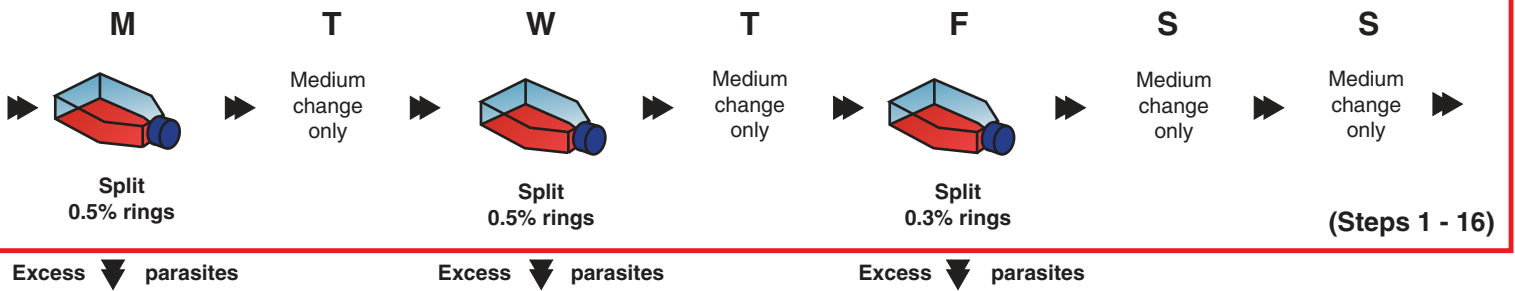 M T W T F S S
Medium
change
only
Medium
change
only
Medium
change
only
Medium
change
only
Split
0.5% rings
Split
0.5% rings
Split
0.3% rings
(Steps 1 - 16)
Excess parasites
Excess parasites
Excess parasites